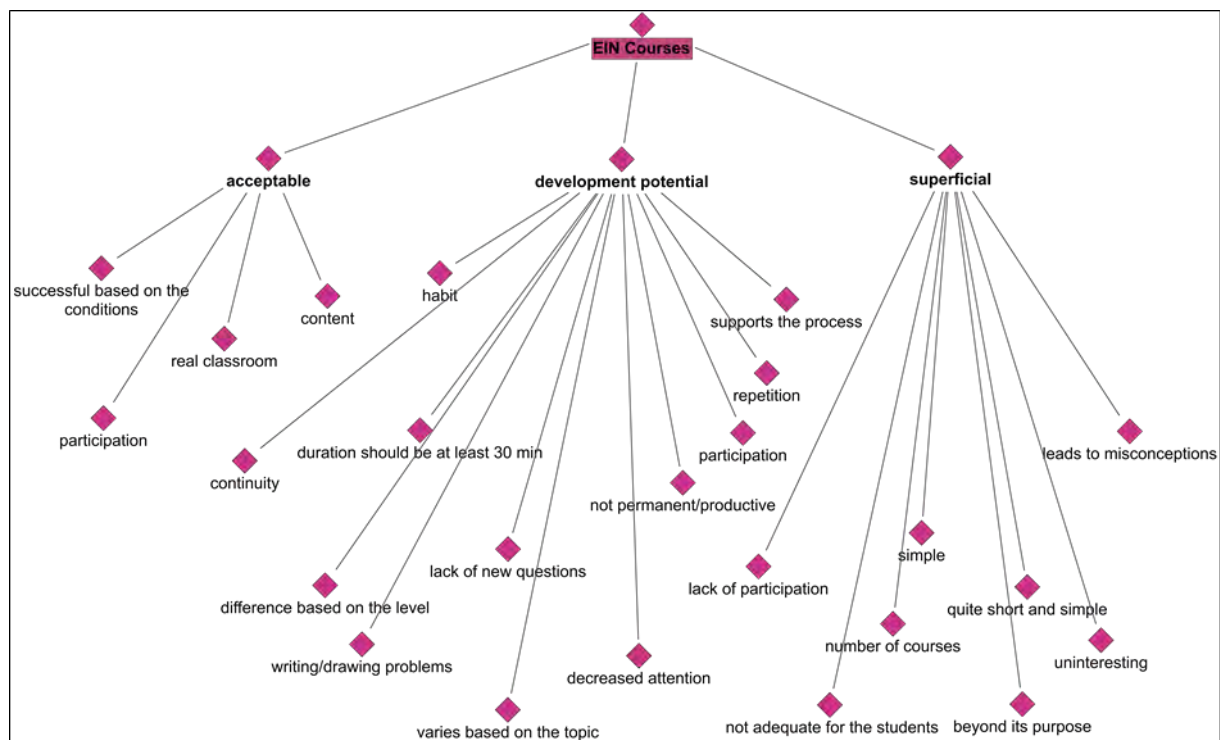 EIN Courses
acceptable
development potential
superficial
successful based on the
conditions
habit
content
supports the process
real classroom
repetition
participation
duration should be at least 30 min
participation
leads to misconceptions
continuity
not permanent/productive
simple
lack of new questions
lack of participation
difference based on the level
quite short and simple
number of courses
writing/drawing problems
decreased attention
uninteresting
varies based on the topic
not adequate for the students
beyond its purpose